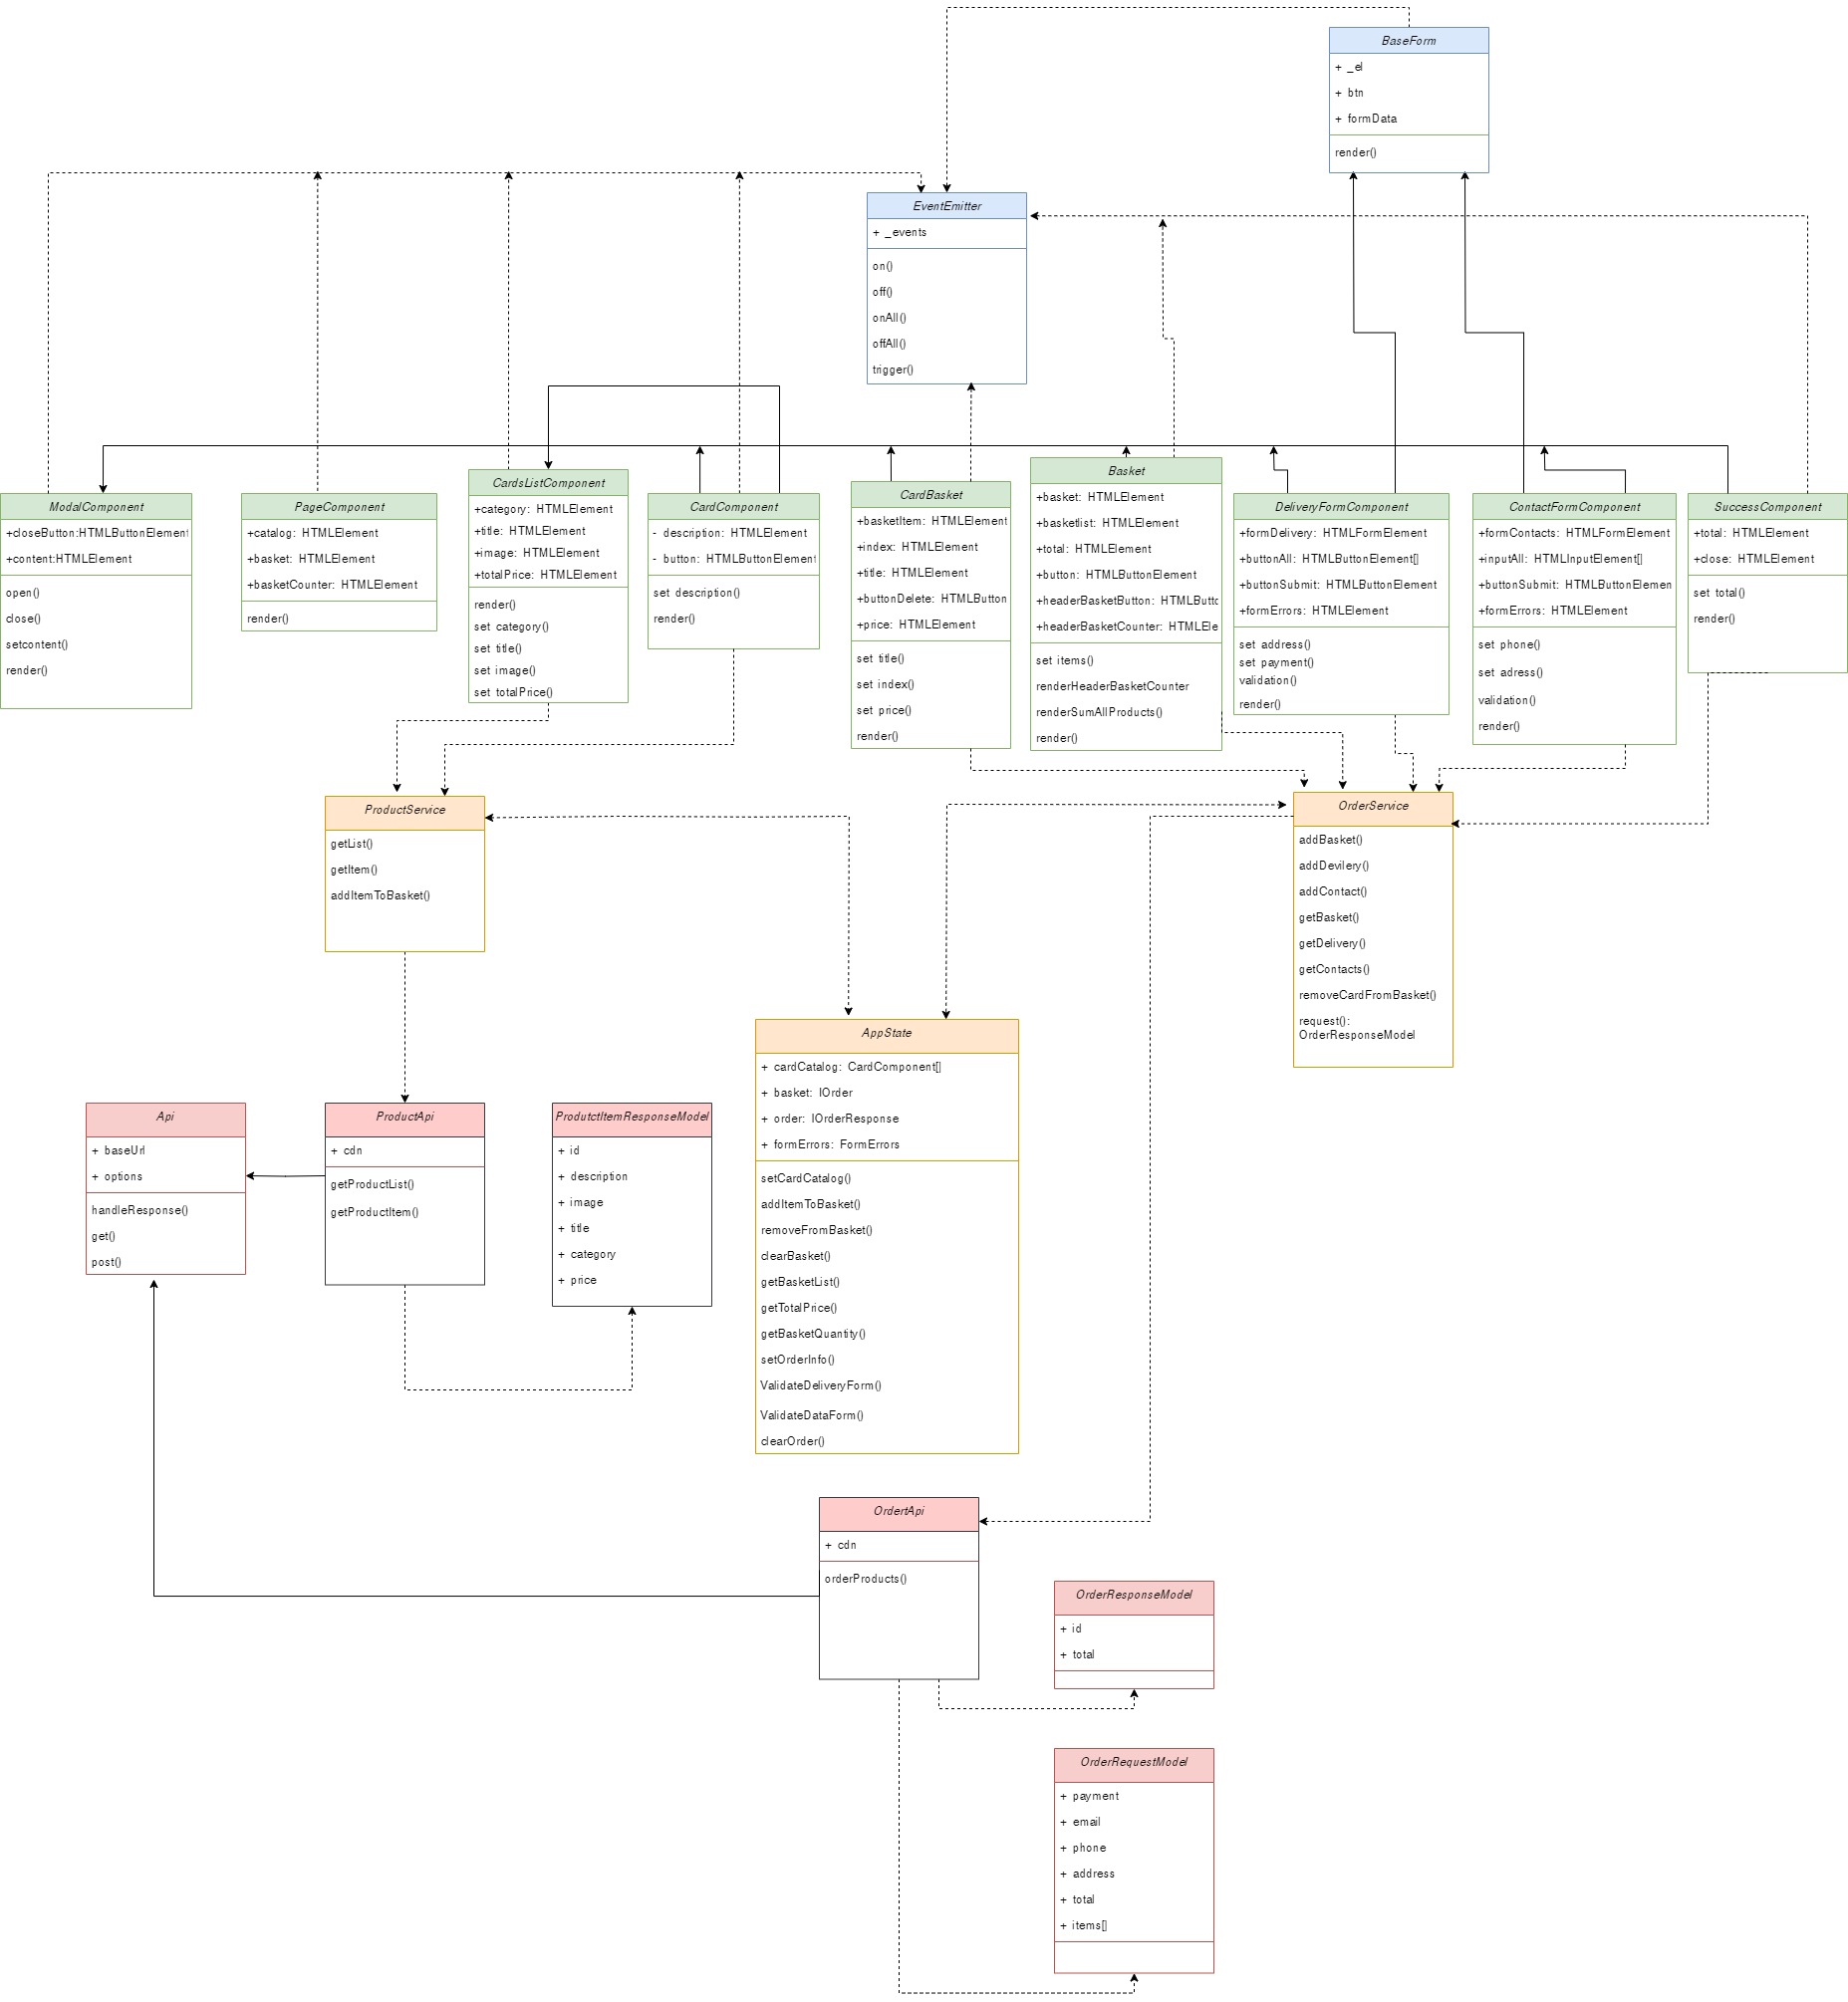 BaseForm
+ _el
+ btn
+ formData
render()
EventEmitter
+ _events
on()
off()
onAll()
offAll()
trigger()
ModalComponent
+closeButton:HTMLButtonElement
+content:HTMLElement
open()
close()
setcontent()
render()
PageComponent
+catalog: HTMLElement
+basket: HTMLElement
+basketCounter: HTMLElement
render()
CardsListComponent
+category: HTMLElement
+title: HTMLElement
+image: HTMLElement
+totalPrice: HTMLElement
render()
set category()
set title()
set image()
set totalPrice()
CardComponent
- description: HTMLElement
- button: HTMLButtonElement
set description()
render()
CardBasket
+basketItem: HTMLElement
+index: HTMLElement
+title: HTMLElement
+buttonDelete: HTMLButton
+price: HTMLElement
set title()
set index()
set price()
render()
Basket
+basket: HTMLElement
+basketlist: HTMLElement
+total: HTMLElement
+button: HTMLButtonElement
+headerBasketButton: HTMLButtc
+headerBasketCounter: HTMLEle
set items()
renderHeaderBasketCounter
renderSumAllProducts()
render()
DeliveryFormComponent
+formDelivery: HTMLFormElement
+buttonAll: HTMLButtonElement[]
+buttonSubmit: HTMLButtonElement
+formErrors: HTMLElement
set address()
set payment()
validation()
render()
ContactFormComponent
+formContacts: HTMLFormElement
+inputAll: HTMLInputElement[]
+buttonSubmit: HTMLButtonElemen
+formErrors: HTMLElement
set phone()
set adress()
validation()
render()
SuccessComponent
+total: HTMLElement
+close: HTMLElement
set total()
render()
ProductService
getList()
getItem()
addItemToBasket()
OrderService
addBasket()
addDevilery()
addContact()
getBasket()
getDelivery()
getContacts()
removeCardFromBasket()
request():
OrderResponseModel
AppState
+ cardCatalog: CardComponent[]
+ basket: IOrder
+ order: IOrderResponse
+ formErrors: FormErrors
setCardCatalog()
addItemToBasket()
removeFromBasket()
clearBasket()
getBasketList()
getTotalPrice()
getBasketQuantity()
setOrderInfo()
ValidateDeliveryForm()
ValidateDataForm()
clearOrder()
Api
+ baseUrl
+ options
handleResponse()
get()
post()
ProductApi
+ cdn
getProductList()
getProductItem()
ProdutctItemResponseModel
+ id
+ description
+ image
+ title
+ category
+ price
OrdertApi
+ cdn
orderProducts()
OrderResponseModel
+ id
+ total
OrderRequestModel
+ payment
+ email
+ phone
+ address
+ total
+ items[]